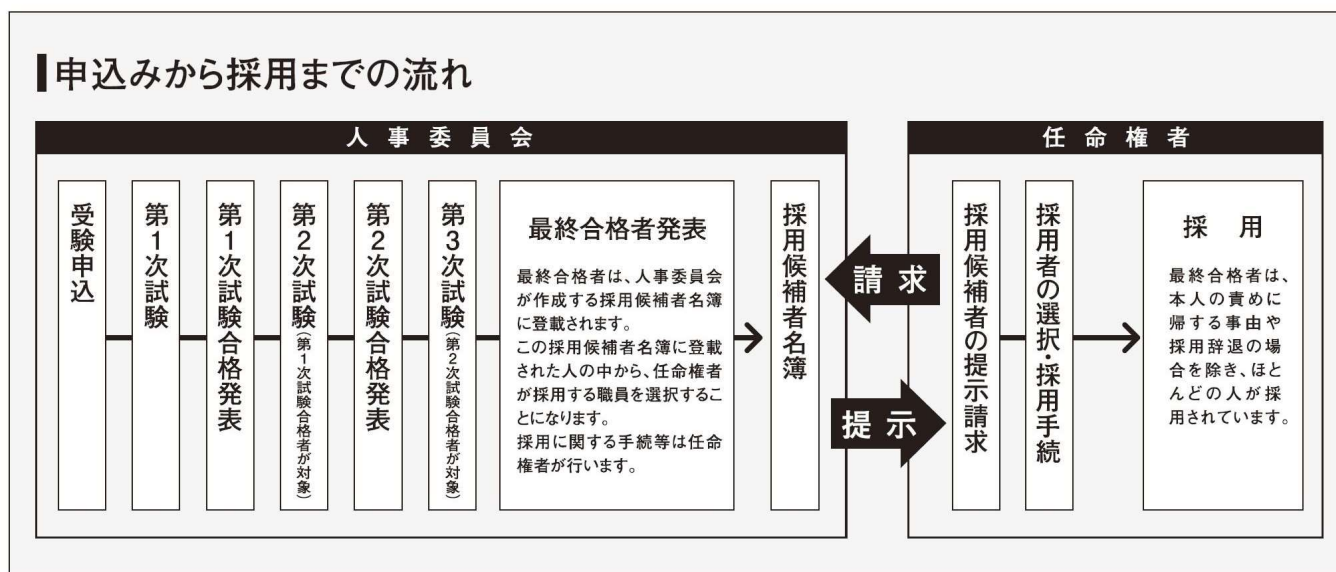 申込みから採用までの流れ
人事委員会
受験申込
第1次試験
第1次試験合格発表
第2次試験(第1次試験合格者が対象)
第2次試験合格発表
第3次試験(第2次試験合格者が対象)
最終合格者発表
最終合格者は、人事委員会
が作成する採用候補者名簿
に登載されます。
この採用候補者名簿に登載
された人の中から、任命権者
が採用する職員を選択するこ
とになります。
採用に関する手続等は任命
権者が行います。
採用候補者名簿
請求
提示
任命権者
採用候補者の提示請求
採用者の選択・採用手続
採用
最終合格者は、
本人の責めに
帰する事由や
採用辞退の場
合を除き、ほと
んどの人が採
用されています。